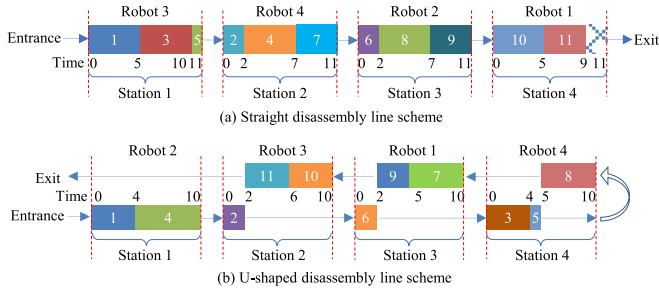 Robot 3 Robot 4 Robot 2 Robot 1
Entrance 1 3 5 2 4 7 6 8 9 10 11 Exit
Time 0 5 10 11 0 2 7 11 0 2 7 11 0 5 9 11
Station 1 Station 2 Station 3 Station 4
(a) Straight disassembly line scheme
Robot 2 Robot 3 Robot 1 Robot 4
Exit 11 10 9 7 8
Time 0 4 10 0 2 6 10 0 2 5 10 0 4 5 10
Entrance 1 4 2 6 3 5
Station 1 Station 2 Station 3 Station 4
(b) U-shaped disassembly line scheme